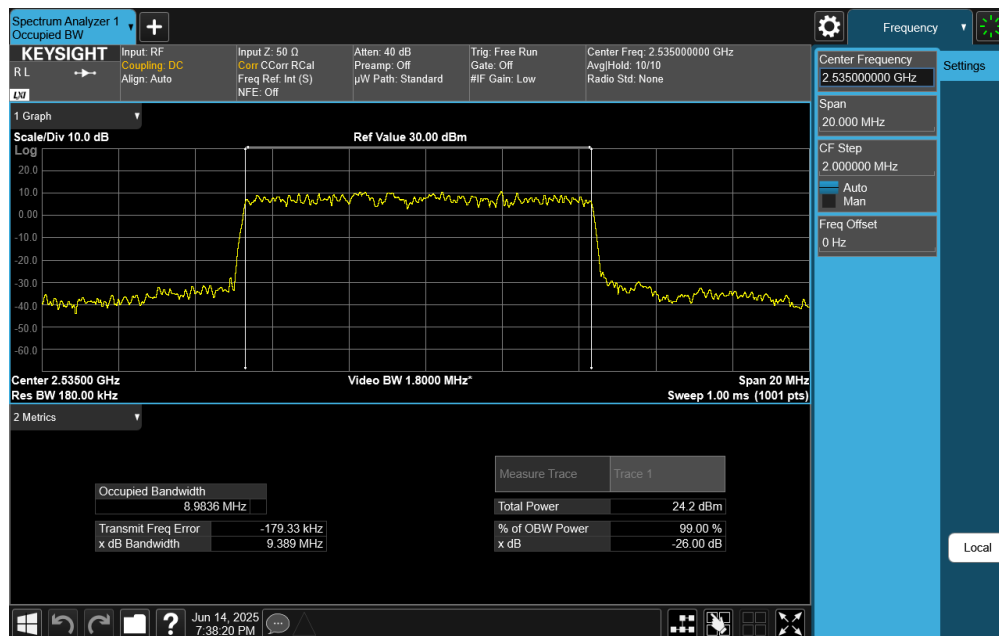 Spectrum Analyzer 1
Occupied BW
Frequency
KEYSIGHT
R L
LXI
Input: RF
Coupling: DC
Align: Auto
Input Z: 50 Ω
Corr CCorr RCal
Freq Ref: Int (S)
NFE: Off
Atten: 40 dB
Preamp: Off
µW Path: Standard
Trig: Free Run
Gate: Off
#IF Gain: Low
Center Freq: 2.535000000 GHz
Avg|Hold: 10/10
Radio Std: None
Center Frequency
2.535000000 GHz
Settings
Span
20.000 MHz
CF Step
2.000000 MHz
Auto
Man
Freq Offset
0 Hz
Local
1 Graph
Scale/Div 10.0 dB
Ref Value 30.00 dBm
Log
20.0
10.0
0.00
-10.0
-20.0
-30.0
-40.0
-50.0
-60.0
Center 2.53500 GHz
Video BW 1.8000 MHz*
Span 20 MHz
Res BW 180.00 kHz
Sweep 1.00 ms (1001 pts)
2 Metrics
Measure Trace Trace 1
Occupied Bandwidth
8.9836 MHz
Total Power 24.2 dBm
Transmit Freq Error -179.33 kHz
% of OBW Power 99.00 %
x dB Bandwidth 9.389 MHz
x dB -26.00 dB
?
Jun 14, 2025
7:38:20 PM